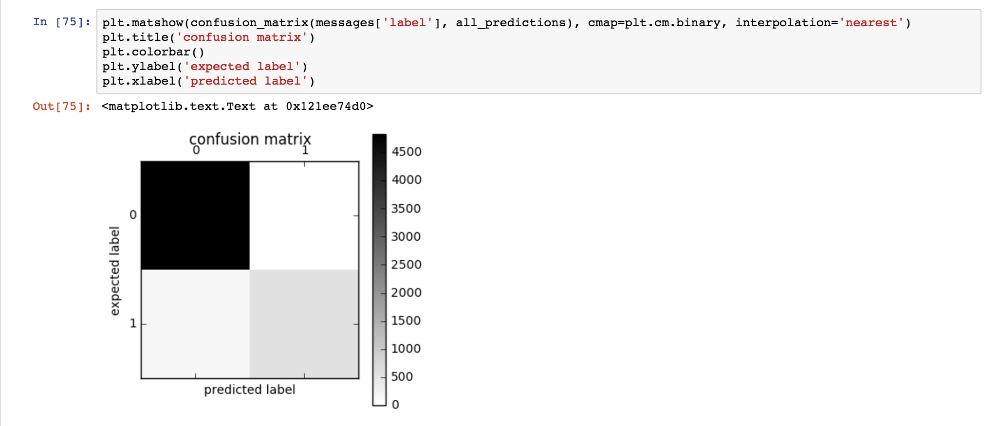 In [75]: plt.matshow(confusion_matrix(messages['label'], all_predictions), cmap=plt.cm.binary, interpolation='nearest')
plt.title('confusion matrix')
plt.colorbar()
plt.ylabel('expected label')
plt.xlabel('predicted label')
Out[75]: <matplotlib.text.Text at 0x121ee74d0>
confusion matrix
0 1
0
1
expected label
predicted label
4500
4000
3500
3000
2500
2000
1500
1000
500
0